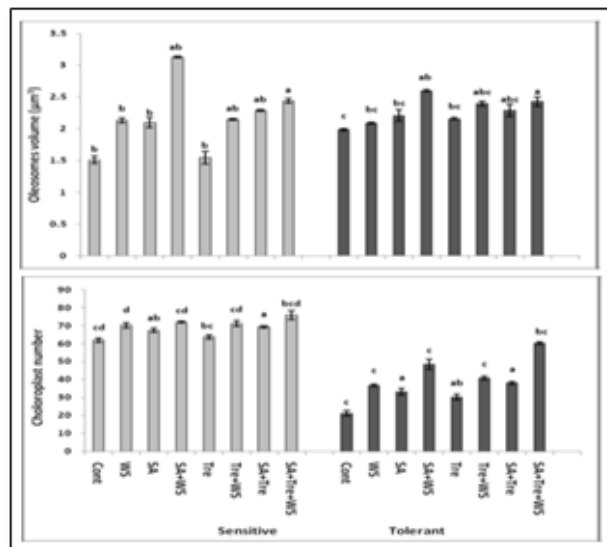 Oleosomes volume (µm³)
3.5
3
2.5
2
1.5
1
0.5
0
b
b
b
ab
b
ab
ab
a
c
bc
bc
ab
bc
abc
abc
a
Choloroplast number
90
80
70
60
50
40
30
20
10
0
cd
d
ab
cd
bc
cd
a
bcd
c
c
a
c
ab
c
a
bc
Cont
WS
SA
SA+WS
Tre
Tre+WS
SA+Tre
SA+Tre+WS
Cont
WS
SA
SA+WS
Tre
Tre+WS
SA+Tre
SA+Tre+WS
Sensitive
Tolerant